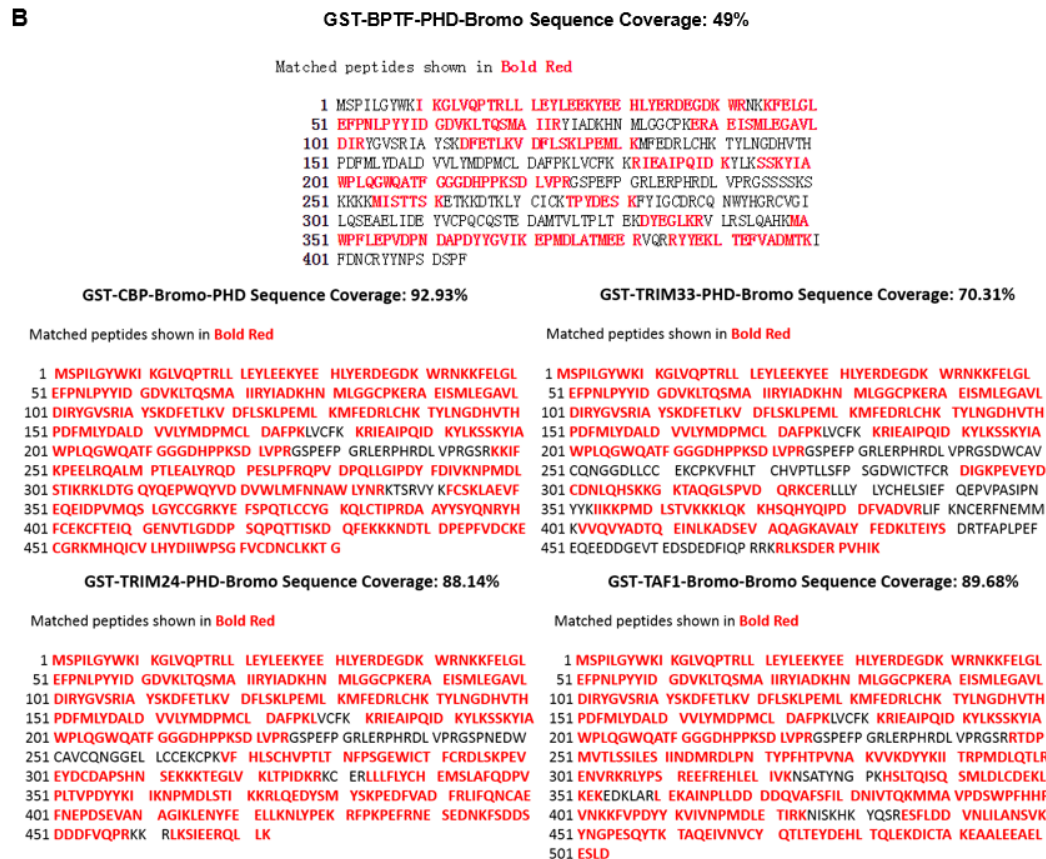 B
GST-BPTF-PHD-Bromo Sequence Coverage: 49%
Matched peptides shown in Bold Red
1 MSPILGYWKI KGLVQPTRLL LEYLEEKYEE HLYERDEGDK WRNKKFELGL
51 EFPNLPYYID GDVKLTQSMA IIRYIADKHN MLGGCPKERA EISMLEGAVL
101 DIRYGVSRIA YSKDFETLKV DFLSKLPEML KMFEDRLCHK TYLNGDHVTH
151 PDFMLYDALD VVLYMDPMCL DAFPKLVCFK KRIEAIPQID KYLKSSKYIA
201 WPLQGWQATF GGGDHPPKSD LVPRGSPEFP GRLERPHRDL VPRGSSSSKS
251 KKKKMISTTS KETKKDTKLY CICKTPYDES KFYIGCDRCQ NWYHGRCVGI
301 LQSEAELIDE YVCPQCQSTE DAMTVLTPLT EKDYEGLKRV LRSLQAHKMA
351 WPFLEPVDPN DAPDYYGVIK EPMDLATMEE RVQRRYYEKL TEFVADMTKI
401 FDNCRYYNPS DSPF
GST-CBP-Bromo-PHD Sequence Coverage: 92.93%
Matched peptides shown in Bold Red
1 MSPILGYWKI KGLVQPTRLL LEYLEEKYEE HLYERDEGDK WRNKKFELGL
51 EFPNLPYYID GDVKLTQSMA IIRYIADKHN MLGGCPKERA EISMLEGAVL
101 DIRYGVSRIA YSKDFETLKV DFLSKLPEML KMFEDRLCHK TYLNGDHVTH
151 PDFMLYDALD VVLYMDPMCL DAFPKLVCFK KRIEAIPQID KYLKSSKYIA
201 WPLQGWQATF GGGDHPPKSD LVPRGSPEFP GRLERPHRDL VPRGSRKKIF
251 KPEELRQALM PTLEALYRQD PESLPFRQPV DPQLLGIPDY FDIVKNPMDL
301 STIKRKLDTG QYQEPWQYVD DVWLMFNNAW LYNRKTSRVY KFCSKLAEVF
351 EQEIDPVMQS LGYCCGRKYE FSPQTLCCYG KQLCTIPRDA AYYSYQNRYH
401 FCEKCFTEIQ GENVTLGDDP SQPQTTISKD QFEKKKNDTL DPEPFVDCKE
451 CGRKMHQICV LHYDIIWPSG FVCDNCLKKT G
GST-TRIM33-PHD-Bromo Sequence Coverage: 70.31%
Matched peptides shown in Bold Red
1 MSPILGYWKI KGLVQPTRLL LEYLEEKYEE HLYERDEGDK WRNKKFELGL
51 EFPNLPYYID GDVKLTQSMA IIRYIADKHN MLGGCPKERA EISMLEGAVL
101 DIRYGVSRIA YSKDFETLKV DFLSKLPEML KMFEDRLCHK TYLNGDHVTH
151 PDFMLYDALD VVLYMDPMCL DAFPKLVCFK KRIEAIPQID KYLKSSKYIA
201 WPLQGWQATF GGGDHPPKSD LVPRGSPEFP GRLERPHRDL VPRGSDWCAV
251 CQNGGDLLCC EKCPKVFHLT CHVPTLLSFP SGDWICTFCR DIGKPEVEYD
301 CDNLQHSKKG KTAQGLSPVD QRKCERLLLY LYCHELSIEF QEPVPASIPN
351 YYKIIKKPMD LSTVKKKLQK KHSQHYQIPD DFVADVRLIF KNCERFNEMM
401 KVVQVYADTQ EINLKADSEV AQAGKAVALY FEDKLTEIYS DRTFAPLPEF
451 EQEEDDGEVT EDSDEDFIQP RRKRLKSDER PVHIK
GST-TRIM24-PHD-Bromo Sequence Coverage: 88.14%
Matched peptides shown in Bold Red
1 MSPILGYWKI KGLVQPTRLL LEYLEEKYEE HLYERDEGDK WRNKKFELGL
51 EFPNLPYYID GDVKLTQSMA IIRYIADKHN MLGGCPKERA EISMLEGAVL
101 DIRYGVSRIA YSKDFETLKV DFLSKLPEML KMFEDRLCHK TYLNGDHVTH
151 PDFMLYDALD VVLYMDPMCL DAFPKLVCFK KRIEAIPQID KYLKSSKYIA
201 WPLQGWQATF GGGDHPPKSD LVPRGSPEFP GRLERPHRDL VPRGSPNEDW
251 CAVCQNGGEL LCCEKCPKVF HLSCHVPTLT NFPSGEWICT FCRDLSKPEV
301 EYDCDAPSHN SEKKKTEGLV KLTPIDKRKC ERLLLFLYCH EMSLAFQDPV
351 PLTVPDYYKI IKNPMDLSTI KKRLQEDYSM YSKPEDFVAD FRLIFQNCAE
401 FNEPDSEVAN AGIKLENYFE ELLKNLYPEK RFPKPEFRNE SEDNKFSDDS
451 DDDFVQPRKK RLKSIEERQL LK
GST-TAF1-Bromo-Bromo Sequence Coverage: 89.68%
Matched peptides shown in Bold Red
1 MSPILGYWKI KGLVQPTRLL LEYLEEKYEE HLYERDEGDK WRNKKFELGL
51 EFPNLPYYID GDVKLTQSMA IIRYIADKHN MLGGCPKERA EISMLEGAVL
101 DIRYGVSRIA YSKDFETLKV DFLSKLPEML KMFEDRLCHK TYLNGDHVTH
151 PDFMLYDALD VVLYMDPMCL DAFPKLVCFK KRIEAIPQID KYLKSSKYIA
201 WPLQGWQATF GGGDHPPKSD LVPRGSPEFP GRLERPHRDL VPRGSRRTDP
251 MVTLSSILES IINDMRDLPN TYPFHTPVNA KVVKDYYKII TRPMDLQTLR
301 ENVRKRLYPS REEFREHLEL IVKNSATYNG PKHSLTQISQ SMLDLCDEKL
351 KEKEDKLARL EKAINPLLDD DDQVAFSFIL DNIVTQKMMA VPDSWPFHHP
401 VNKKFVPDYY KVIVNPMDLE TIRKNISKHK YQSRESFLDD VNLILANSVK
451 YNGPESQYTK TAQEIVNVCY QTLTEYDEHL TQLEKDICTA KEAALEEAEL
501 ESLD